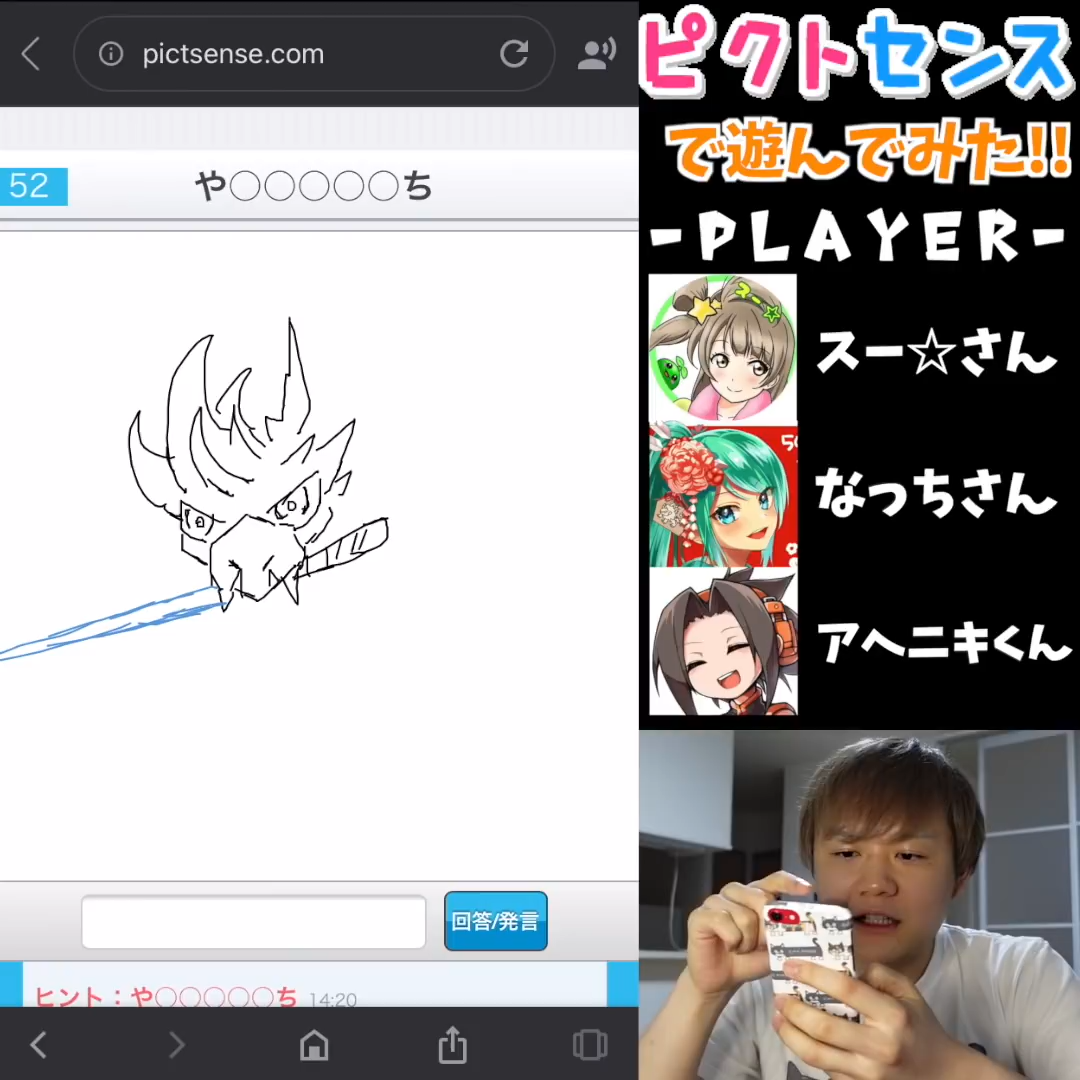 pictsense.com
52
や○○○○○ち
回答/発言
ヒント：や○○○○○ち 14:20
ピクトセンス
で遊んでみた!!
-PLAYER-
スー☆さん
なっちさん
アヘニキくん